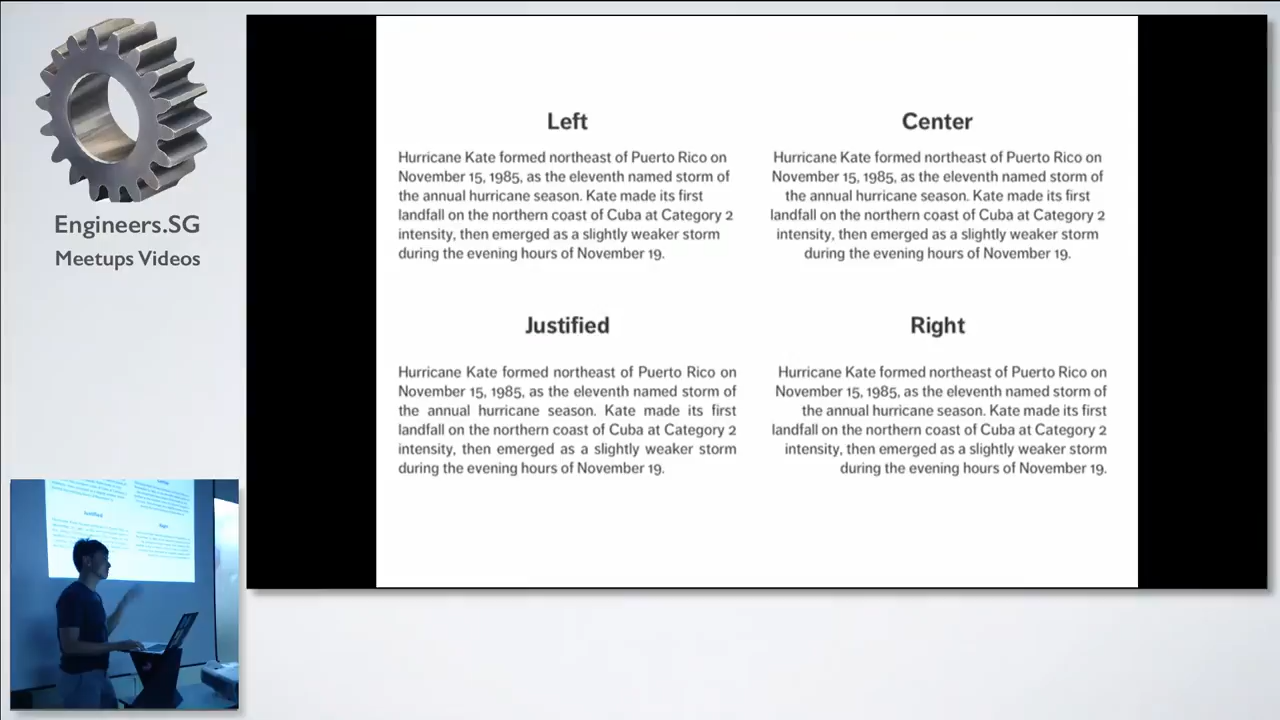 Engineers.SG
Meetups Videos
Left
Hurricane Kate formed northeast of Puerto Rico on
November 15, 1985, as the eleventh named storm of
the annual hurricane season. Kate made its first
landfall on the northern coast of Cuba at Category 2
intensity, then emerged as a slightly weaker storm
during the evening hours of November 19.
Center
Hurricane Kate formed northeast of Puerto Rico on
November 15, 1985, as the eleventh named storm of
the annual hurricane season. Kate made its first
landfall on the northern coast of Cuba at Category 2
intensity, then emerged as a slightly weaker storm
during the evening hours of November 19.
Justified
Hurricane Kate formed northeast of Puerto Rico on
November 15, 1985, as the eleventh named storm of
the annual hurricane season. Kate made its first
landfall on the northern coast of Cuba at Category 2
intensity, then emerged as a slightly weaker storm
during the evening hours of November 19.
Right
Hurricane Kate formed northeast of Puerto Rico on
November 15, 1985, as the eleventh named storm of
the annual hurricane season. Kate made its first
landfall on the northern coast of Cuba at Category 2
intensity, then emerged as a slightly weaker storm
during the evening hours of November 19.
Justified
Right